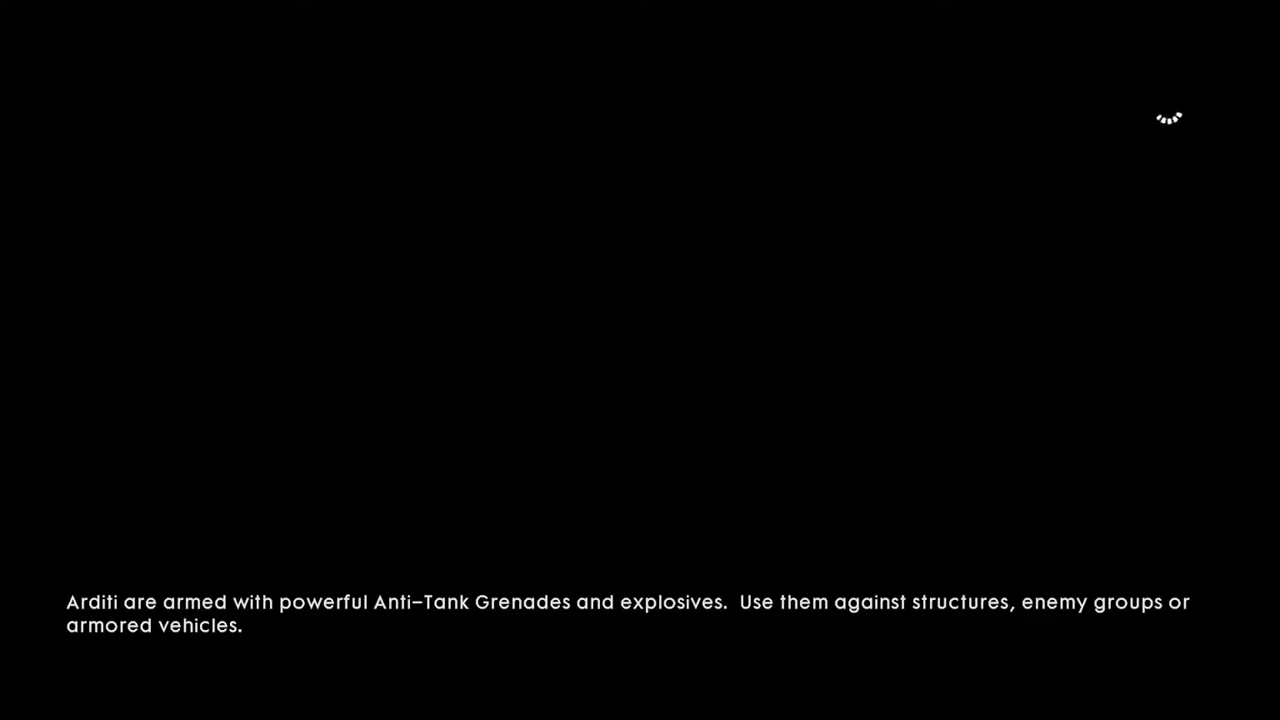 Arditi are armed with powerful Anti-Tank Grenades and explosives.  Use them against structures, enemy groups or
armored vehicles.